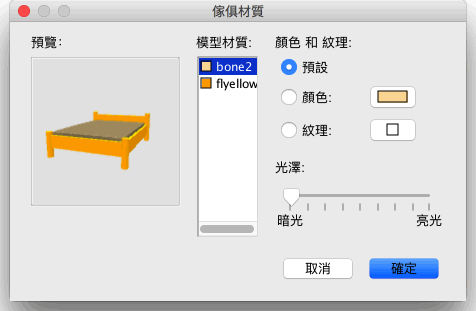 傢俱材質
預覽:
模型材質:
bone2
flyellow
顏色 和 紋理:
預設
顏色:
紋理:
光澤:
暗光
亮光
取消
確定